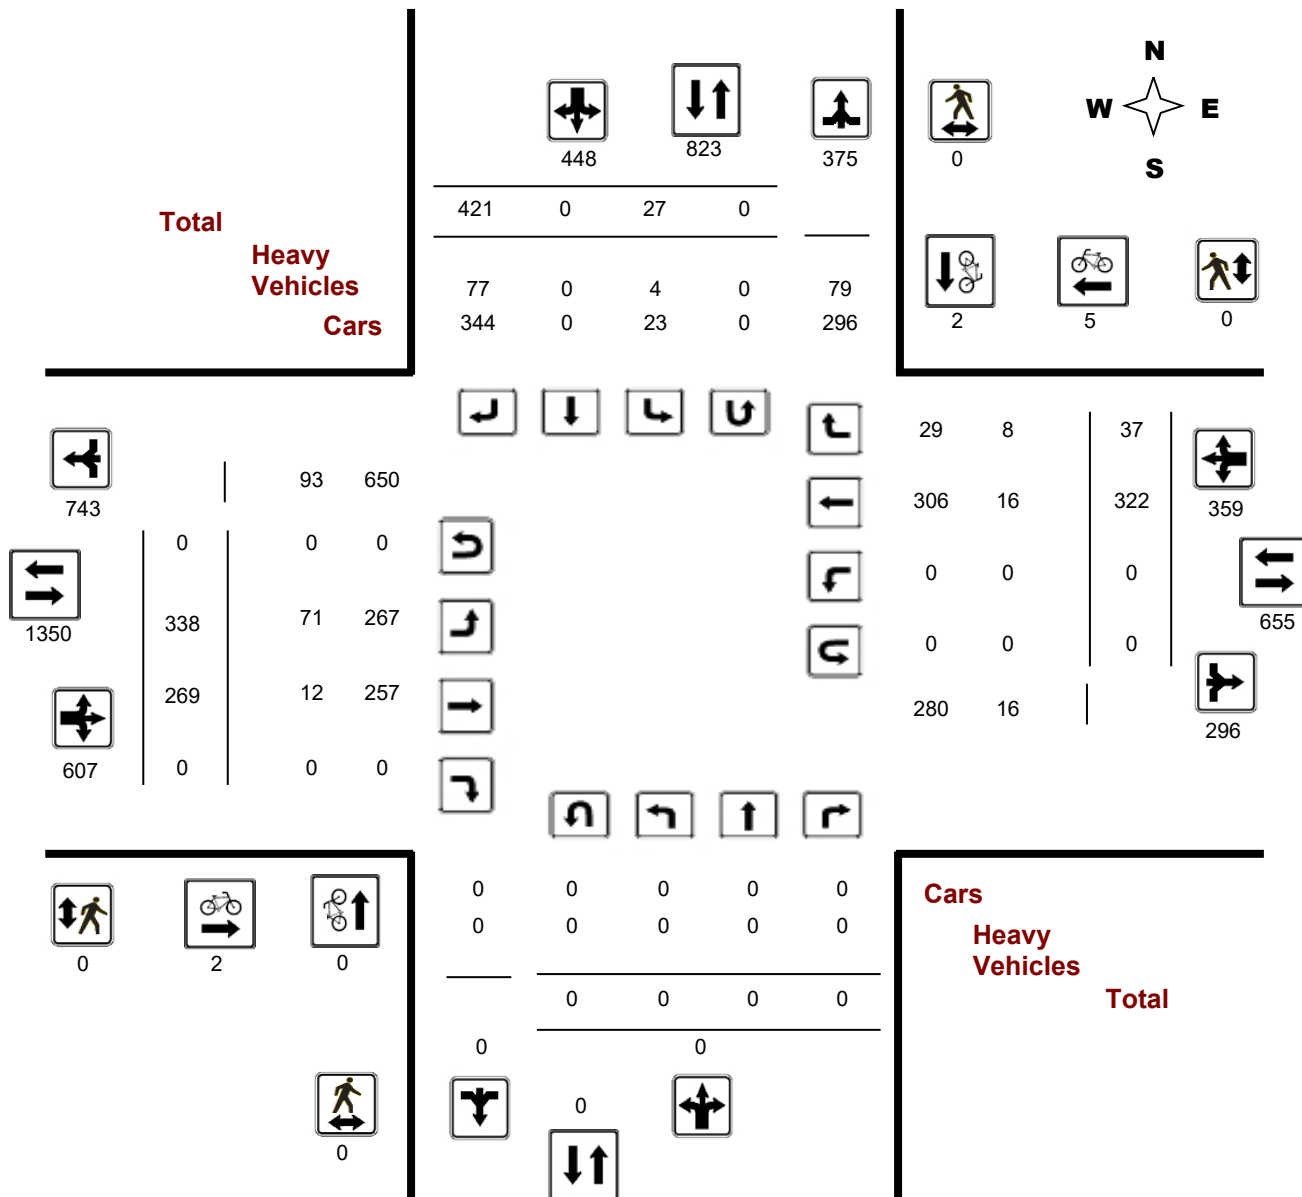 N
W E
S
448 823 375 0
421 0 27 0
Total
Heavy
Vehicles
77 0 4 0 79
Cars
344 0 23 0 296
2 5 0
29 8 37
743
93 650
306 16 322 359
0 0 0
0 0 0
1350
338 71 267
655
0 0 0
269 12 257
280 16
296
607
0 0 0
0 0 0 0 0
0 0 0 0 0
Cars
Heavy
Vehicles
Total
0 2 0
0 0 0 0
0 0
0
0